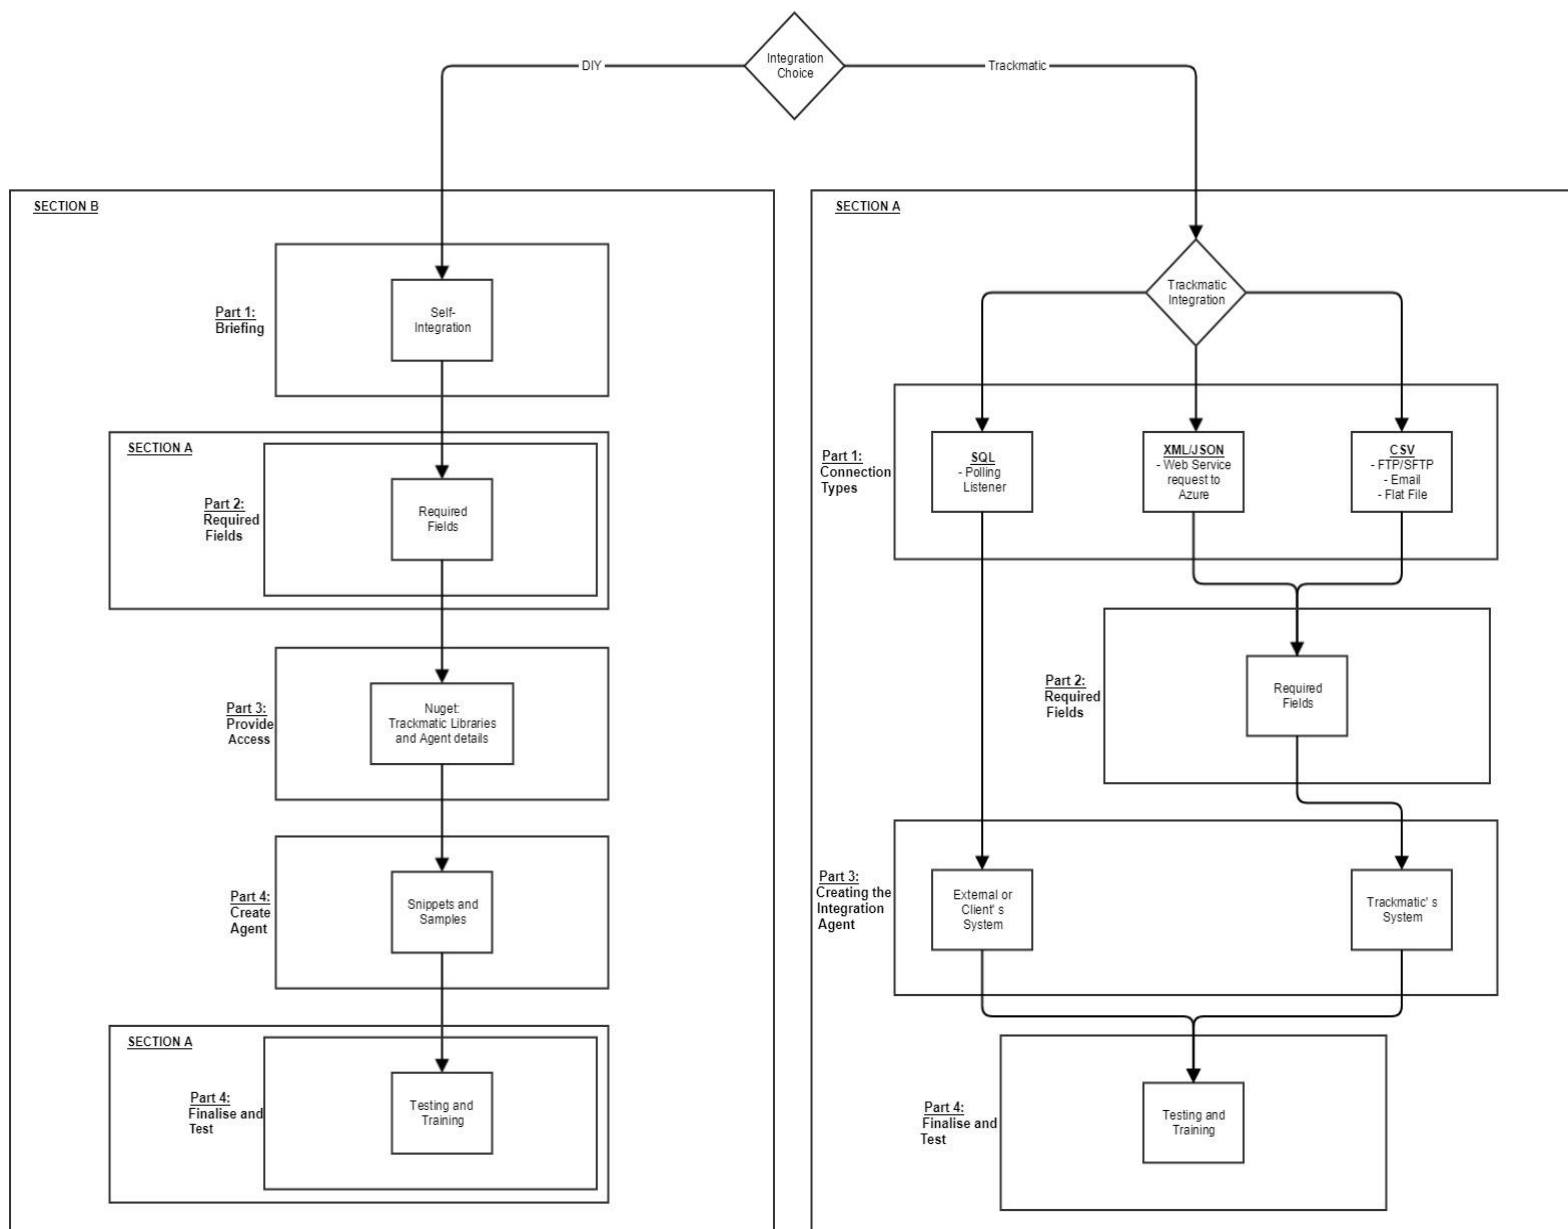 Integration
Choice
DIY
Trackmatic
SECTION B
Part 1:
Briefing
Self-
Integration
SECTION A
Part 2:
Required
Fields
Required
Fields
Part 3:
Provide
Access
Nuget:
Trackmatic Libraries
and Agent details
Part 4:
Create
Agent
Snippets and
Samples
SECTION A
Part 4:
Finalise and
Test
Testing and
Training
SECTION A
Trackmatic
Integration
Part 1:
Connection
Types
SQL
- Polling
Listener
XML/JSON
- Web Service
request to
Azure
CSV
- FTP/SFTP
- Email
- Flat File
Part 2:
Required
Fields
Required
Fields
Part 3:
Creating the
Integration
Agent
External or
Client' s
System
Trackmatic' s
System
Part 4:
Finalise and
Test
Testing and
Training